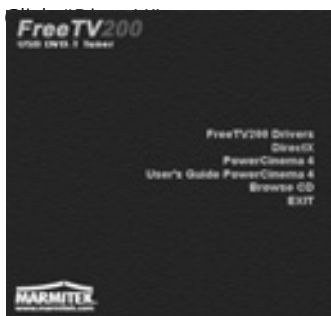 FreeTV200
USB DVB-T Tuner
FreeTV200 Drivers
DirectX
PowerCinema 4
User's Guide PowerCinema 4
Browse CD
EXIT
MARMITEK
www.marmitek.com